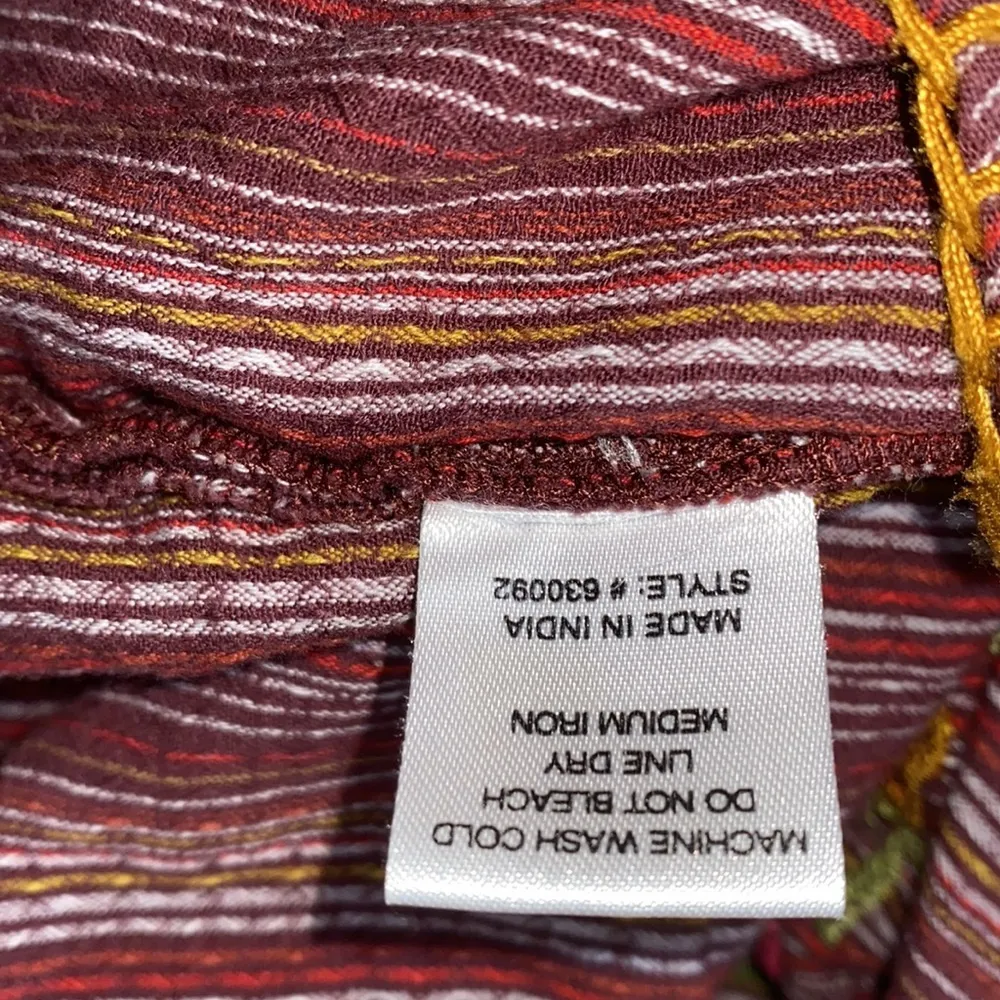 MACHINE WASH COLD
DO NOT BLEACH
LINE DRY
MEDIUM IRON
MADE IN INDIA
STYLE: # 630092